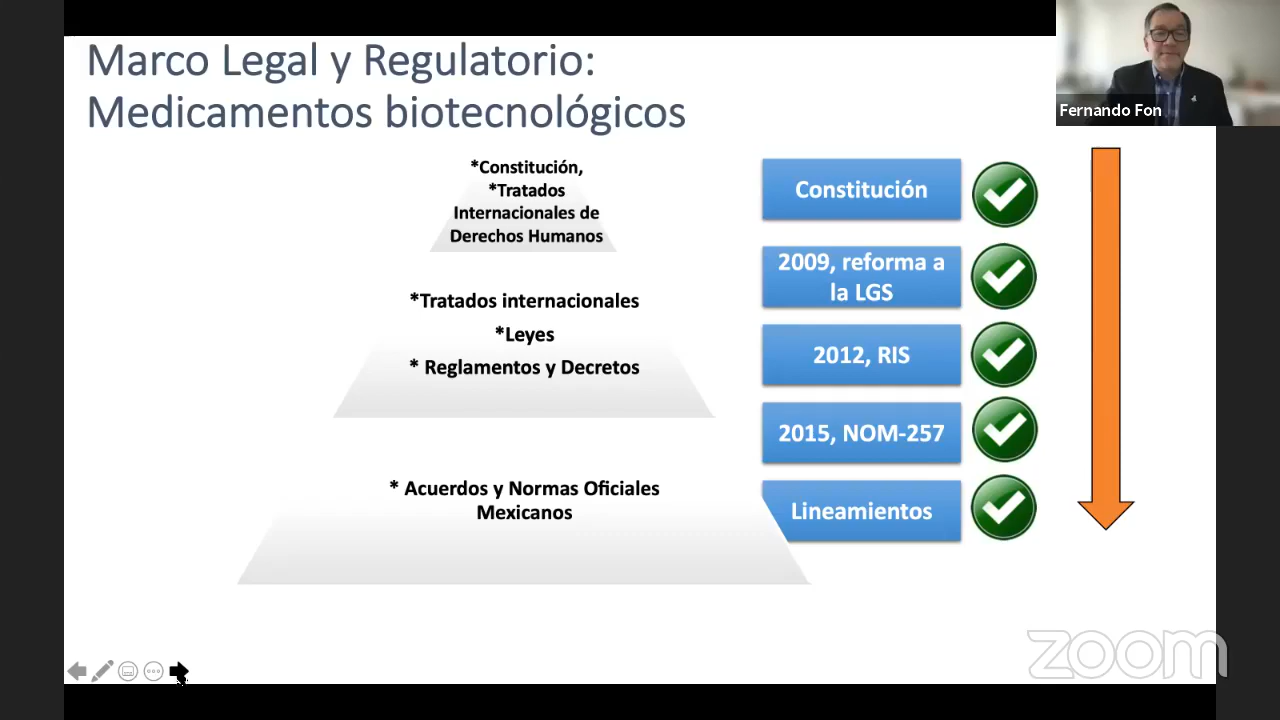 Marco Legal y Regulatorio:
Medicamentos biotecnológicos
Fernando Fon
*Constitución,
*Tratados
Internacionales de
Derechos Humanos
*Tratados internacionales
*Leyes
* Reglamentos y Decretos
* Acuerdos y Normas Oficiales
Mexicanos
Constitución
2009, reforma a
la LGS
2012, RIS
2015, NOM-257
Lineamientos
zoom